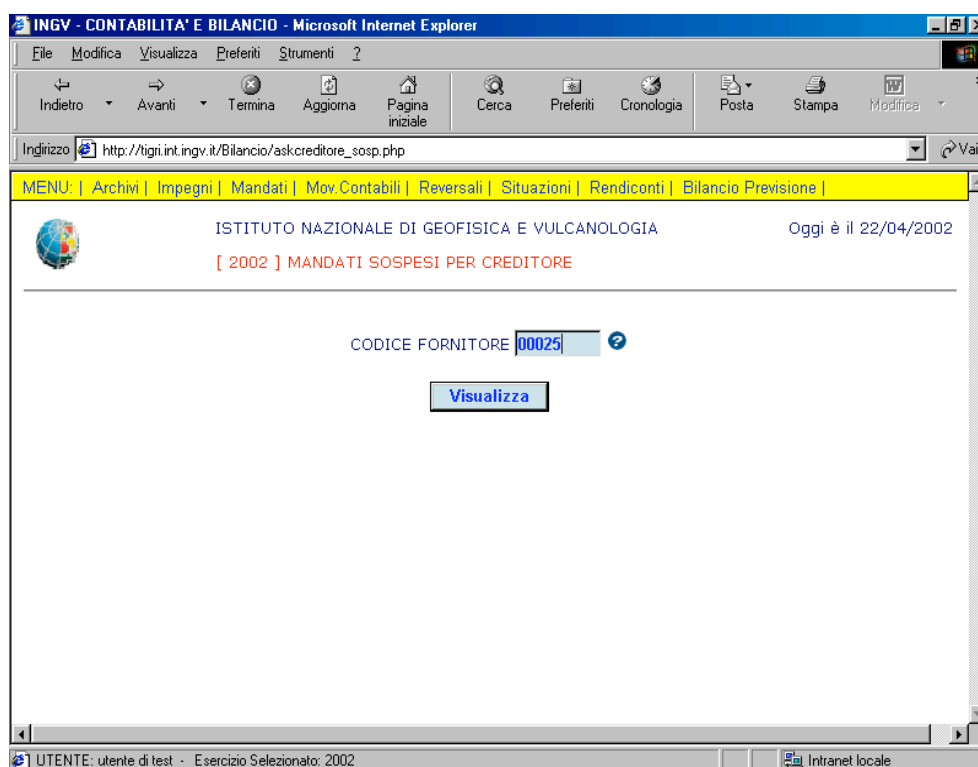 INGV - CONTABILITA' E BILANCIO - Microsoft Internet Explorer
File Modifica Visualizza Preferiti Strumenti ?
Indietro Avanti Termina Aggiorna Pagina iniziale Cerca Preferiti Cronologia Posta Stampa Modifica
Indirizzo http://tigri.int.ingv.it/Bilancio/askcreditore_sosp.php Vai
MENU: | Archivi | Impegni | Mandati | Mov.Contabili | Reversali | Situazioni | Rendiconti | Bilancio Previsione |
ISTITUTO NAZIONALE DI GEOFISICA E VULCANOLOGIA Oggi è il 22/04/2002
[ 2002 ] MANDATI SOSPESI PER CREDITORE
CODICE FORNITORE 00025 ?
Visualizza
UTENTE: utente di test - Esercizio Selezionato: 2002 Intranet locale